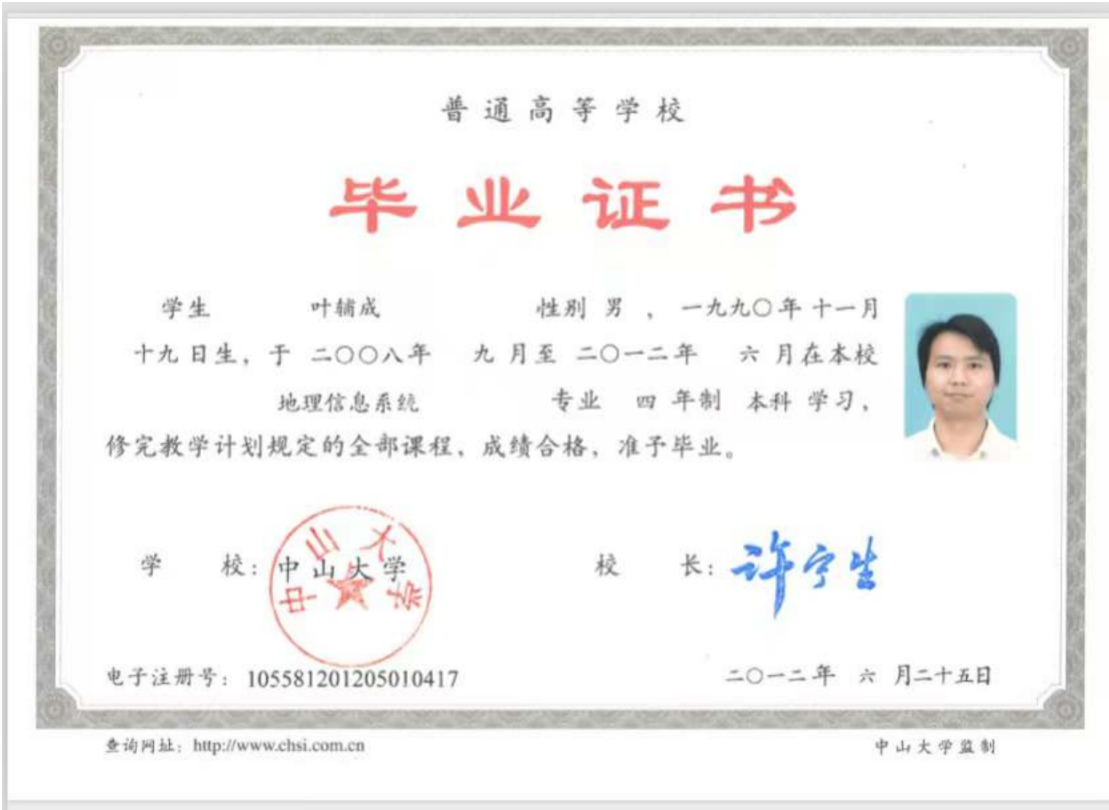 普通高等学校
毕业证书
学生 叶辅成 性别 男 ， 一九九〇年 十一月
十九 日生，于 二〇〇八年 九 月至 二〇一二年 六 月在本校
地理信息系统 专业 四 年制 本科 学习，
修完教学计划规定的全部课程，成绩合格，准予毕业。
学 校：中山大学
中山大学
校 长：许宁生
电子注册号：105581201205010417
二〇一二年 六 月二十五日
查询网址：http://www.chsi.com.cn
中山大学监制